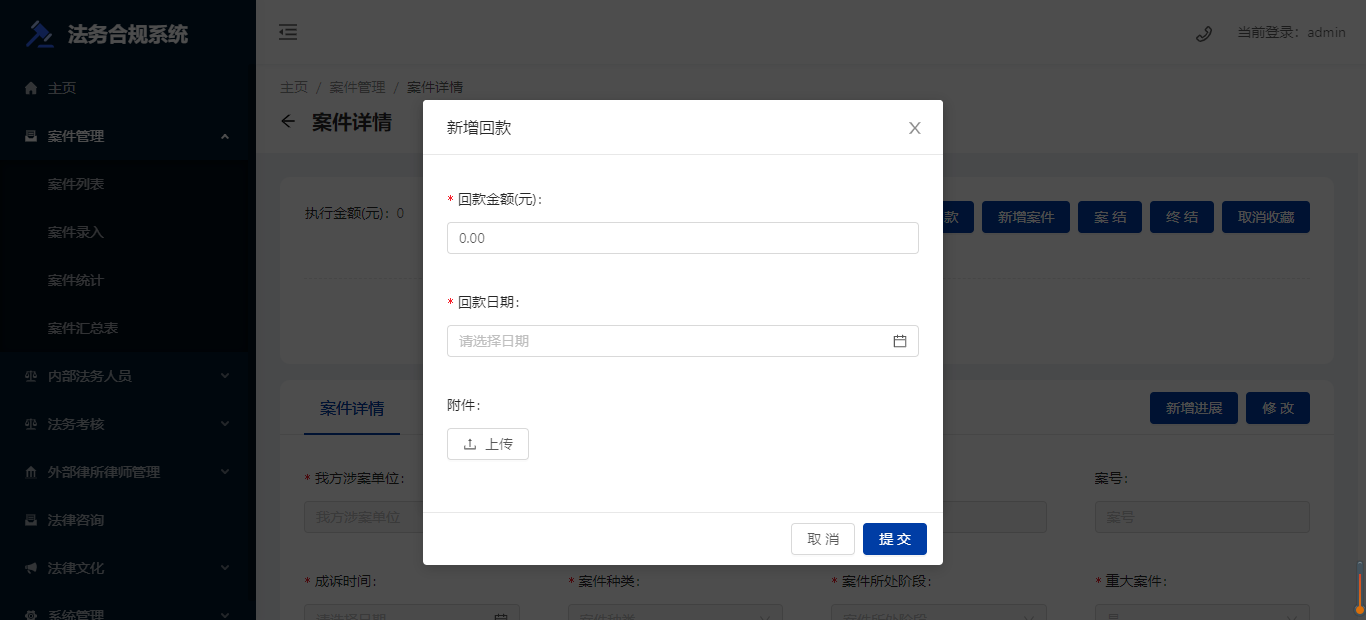 法务合规系统
当前登录：admin
主页
案件管理
案件列表
案件录入
案件统计
案件汇总表
内部法务人员
法务考核
外部律所律师管理
法律咨询
法律文化
系统管理
主页 / 案件管理 / 案件详情
案件详情
执行金额(元)：0
款 新增案件 案 结 终 结 取消收藏
新增回款
* 回款金额(元)：
0.00
* 回款日期：
请选择日期
附件：
上传
取 消 提 交
案件详情 新增进展 修 改
* 我方涉案单位： 案号：
我方涉案单位 案号
* 成诉时间： * 案件种类： * 案件所处阶段： * 重大案件：
请选择日期 案件种类 案件所处阶段 是